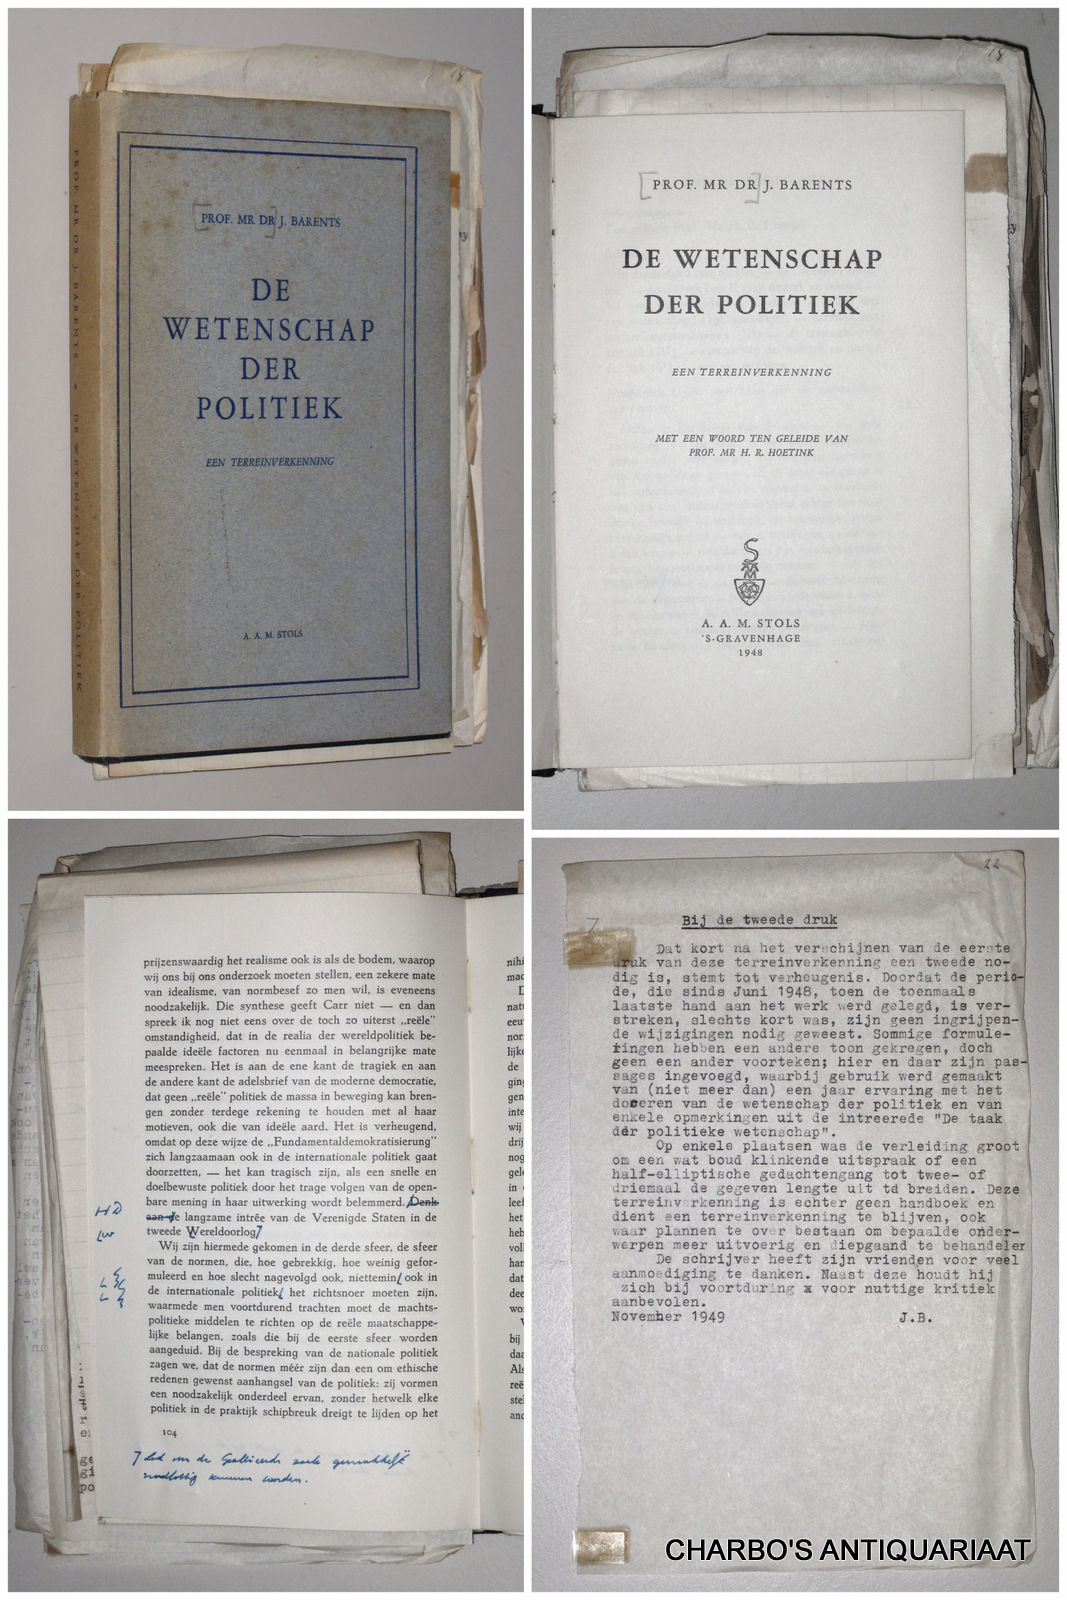 PROF. MR DR J. BARENTS * DE WETENSCHAP DER POLITIEK
19
PROF. MR DR J. BARENTS
DE
WETENSCHAP
DER
POLITIEK
EEN TERREINVERKENNING
A. A. M. STOLS
19
PROF. MR DR J. BARENTS
DE WETENSCHAP
DER POLITIEK
EEN TERREINVERKENNING
MET EEN WOORD TEN GELEIDE VAN
PROF. MR H. R. HOETINK
A. A. M. STOLS
'S-GRAVENHAGE
1948
prijzenswaardig het realisme ook is als de bodem, waarop
wij ons bij ons onderzoek moeten stellen, een zekere mate
van idealisme, van normbesef zo men wil, is eveneens
noodzakelijk. Die synthese geeft Carr niet — en dan
spreek ik nog niet eens over de toch zo uiterst „reële”
omstandigheid, dat in de realia der wereldpolitiek be-
paalde ideële factoren nu eenmaal in belangrijke mate
meespreken. Het is aan de ene kant de tragiek en aan
de andere kant de adelsbrief van de moderne democratie,
dat geen „reële” politiek de massa in beweging kan bren-
gen zonder terdege rekening te houden met al haar
motieven, ook die van ideële aard. Het is verheugend,
omdat op deze wijze de „Fundamentaldemokratisierung”
zich langzaamaan ook in de internationale politiek gaat
doorzetten, — het kan tragisch zijn, als een snelle en
doelbewuste politiek door het trage volgen van de open-
bare mening in haar uitwerking wordt belemmerd. Denk
aan de langzame intrêe van de Verenigde Staten in de
tweede Wereldoorlog
Wij zijn hiermede gekomen in de derde sfeer, de sfeer
van de normen, die, hoe gebrekkig, hoe weinig gefor-
muleerd en hoe slecht nagevolgd ook, niettemin ook in
de internationale politiek het richtsnoer moeten zijn,
waarmede men voortdurend trachten moet de machts-
politieke middelen te richten op de reële maatschappe-
lijke belangen, zoals die bij de eerste sfeer worden
aangeduid. Bij de bespreking van de nationale politiek
zagen we, dat de normen méér zijn dan een om ethische
redenen gewenst aanhangsel van de politiek: zij vormen
een noodzakelijk onderdeel ervan, zonder hetwelk elke
politiek in de praktijk schipbreuk dreigt te lijden op het
104
had voor de Geallieerde zaak gemakkelijk
noodlottig kunnen worden.
22
7
Bij de tweede druk
Dat kort na het verschijnen van de eerste
druk van deze terreinverkenning een tweede no-
dig is, stemt tot verheugenis. Doordat de perio-
de, die sinds Juni 1948, toen de toenmaals
laatste hand aan het werk werd gelegd, is ver-
streken, slechts kort was, zijn geen ingrijpen-
de wijzigingen nodig geweest. Sommige formule-
ringen hebben een andere toon gekregen, doch
geen een ander voorteken; hier en daar zijn pas-
sages ingevoegd, waarbij gebruik werd gemaakt
van (niet meer dan) een jaar ervaring met het
doceren van de wetenschap der politiek en van
enkele opmerkingen uit de intreerede "De taak
der politieke wetenschap".
Op enkele plaatsen was de verleiding groot
om een wat boud klinkende uitspraak of een
half-elliptische gedachtengang tot twee- of
driemaal de gegeven lengte uit td breiden. Deze
terreinverkenning is echter geen handboek en
dient een terreinverkenning te blijven, ook
waar plannen te over bestaan om bepaalde onder-
werpen meer uitvoerig en diepgaand te behandelen
De schrijver heeft zijn vrienden voor veel
aanmoediging te danken. Naast deze houdt hij
zich bij voortduring x voor nuttige kritiek
aanbevolen.
November 1949 J.B.
CHARBO'S ANTIQUARIAAT